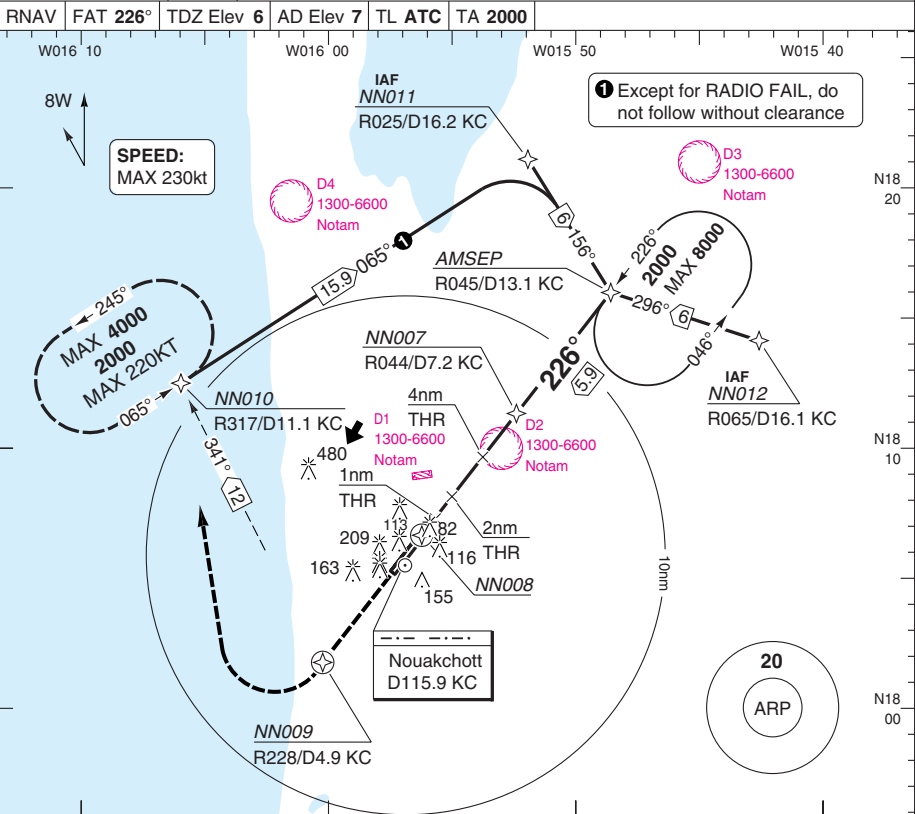 RNAV FAT 226° TDZ Elev 6 AD Elev 7 TL ATC TA 2000
W016 10 W016 00 W015 50 W015 40
8W
SPEED:
MAX 230kt
IAF
NN011
R025/D16.2 KC
❶ Except for RADIO FAIL, do
not follow without clearance
D4
1300-6600
Notam
D3
1300-6600
Notam
N18
20
6 156°
1
15.9 065°
AMSEP
R045/D13.1 KC
226°
2000
MAX 8000
046°
296° 6
245°
MAX 4000
2000
MAX 220KT
065°
NN007
R044/D7.2 KC
226°
5.9
IAF
NN012
R065/D16.1 KC
NN010
R317/D11.1 KC
341° 12
4nm
THR
D1
1300-6600
Notam
D2
1300-6600
Notam
N18
10
480
1nm
THR
113
82
2nm
THR
209
116
163
155
NN008
10nm
Nouakchott
D115.9 KC
20
ARP
N18
00
NN009
R228/D4.9 KC